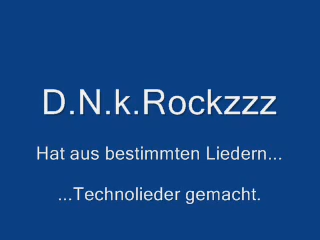 D.N.k.Rockzzz
Hat aus bestimmten Liedern...
...Technolieder gemacht.